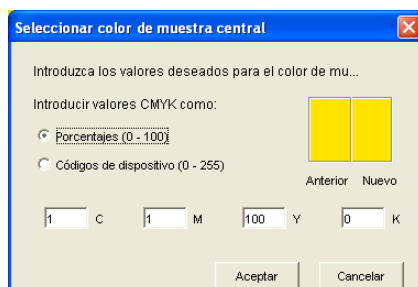 Seleccionar color de muestra central
Introduzca los valores deseados para el color de mu...
Introducir valores CMYK como:
Porcentajes (0 - 100)
Códigos de dispositivo (0 - 255)
Anterior Nuevo
1 C 1 M 100 Y 0 K
Aceptar Cancelar